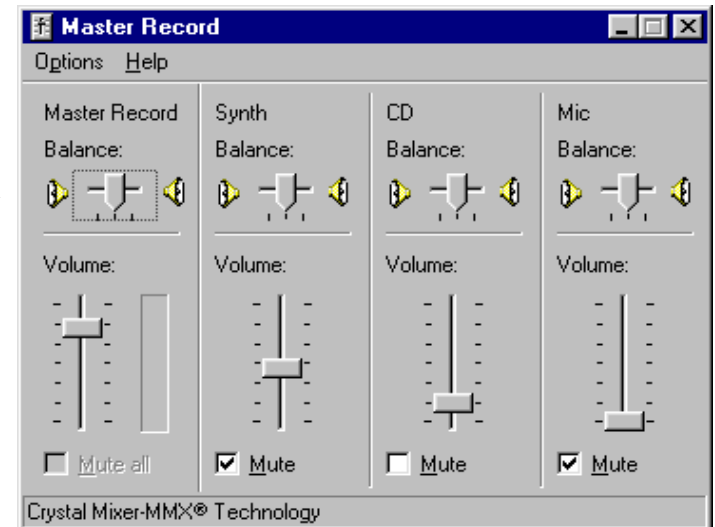 Master Record
Options Help
Master Record Synth CD Mic
Balance: Balance: Balance: Balance:
Volume: Volume: Volume: Volume:
Mute all Mute Mute Mute
Crystal Mixer-MMX® Technology